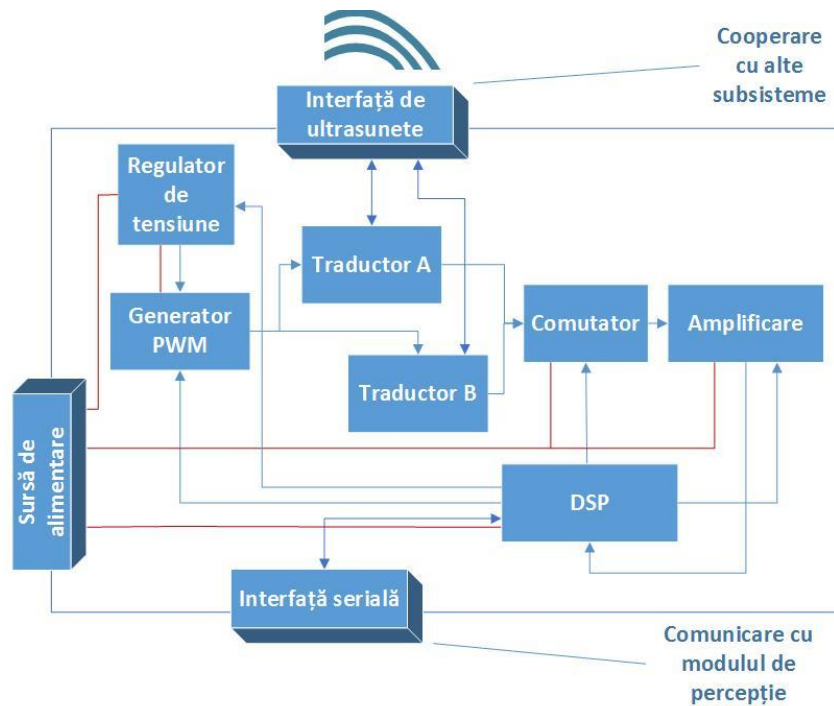 Cooperare
cu alte
subsisteme
Interfață de
ultrasunete
Regulator
de
tensiune
Traductor A
Generator
PWM
Comutator
Amplificare
Traductor B
Sursă de
alimentare
DSP
Interfață serială
Comunicare cu
modulul de
percepție